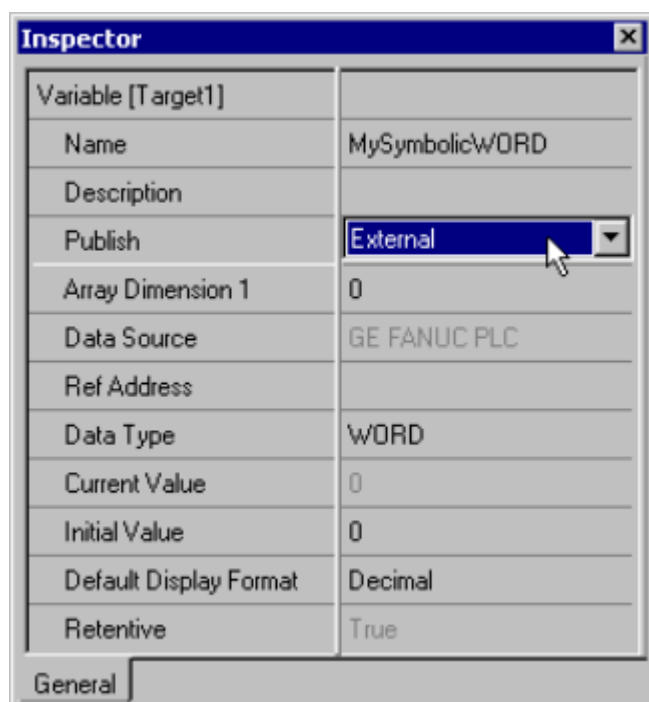 Inspector
Variable [Target1]
Name MySymbolicWORD
Description
Publish External
Array Dimension 1 0
Data Source GE FANUC PLC
Ref Address
Data Type WORD
Current Value 0
Initial Value 0
Default Display Format Decimal
Retentive True
General